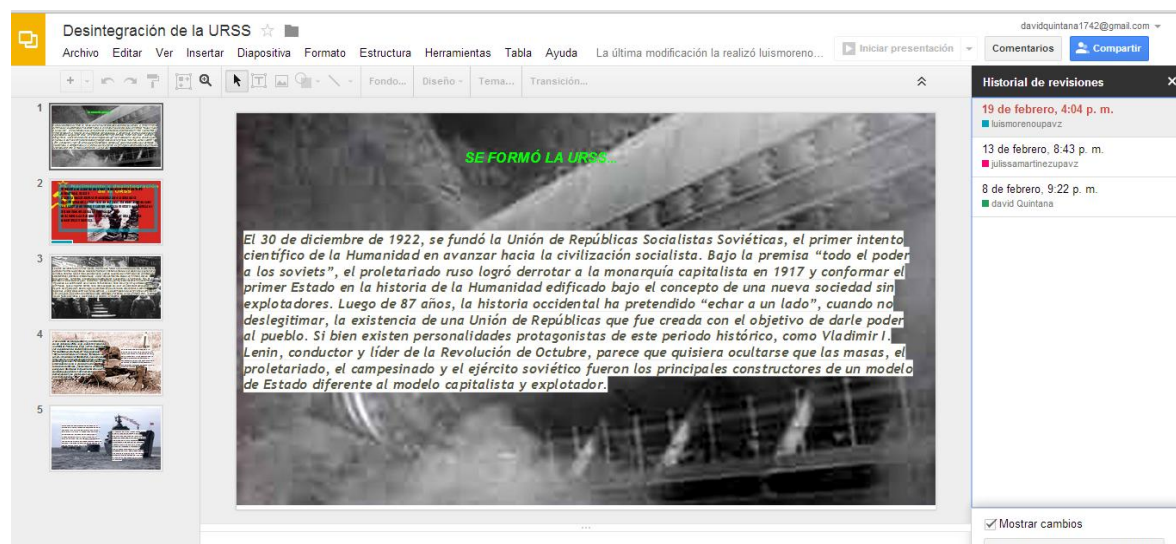 Desintegración de la URSS
davidquintana1742@gmail.com
Archivo Editar Ver Insertar Diapositiva Formato Estructura Herramientas Tabla Ayuda La última modificación la realizó luismoreno...
Iniciar presentación
Comentarios
Compartir
Fondo... Diseño Tema... Transición...
Historial de revisiones
19 de febrero, 4:04 p. m.
luismorenoupavz
13 de febrero, 8:43 p. m.
julissamartinezupavz
8 de febrero, 9:22 p. m.
david Quintana
1
2
3
4
5
SE FORMÓ LA URSS...
El 30 de diciembre de 1922, se fundó la Unión de Repúblicas Socialistas Soviéticas, el primer intento
científico de la Humanidad en avanzar hacia la civilización socialista. Bajo la premisa “todo el poder
a los soviets”, el proletariado ruso logró derrotar a la monarquía capitalista en 1917 y conformar el
primer Estado en la historia de la Humanidad edificado bajo el concepto de una nueva sociedad sin
explotadores. Luego de 87 años, la historia occidental ha pretendido “echar a un lado”, cuando no
deslegitimar, la existencia de una Unión de Repúblicas que fue creada con el objetivo de darle poder
al pueblo. Si bien existen personalidades protagonistas de este periodo histórico, como Vladimir I.
Lenin, conductor y líder de la Revolución de Octubre, parece que quisiera ocultarse que las masas, el
proletariado, el campesinado y el ejército soviético fueron los principales constructores de un modelo
de Estado diferente al modelo capitalista y explotador.
Mostrar cambios